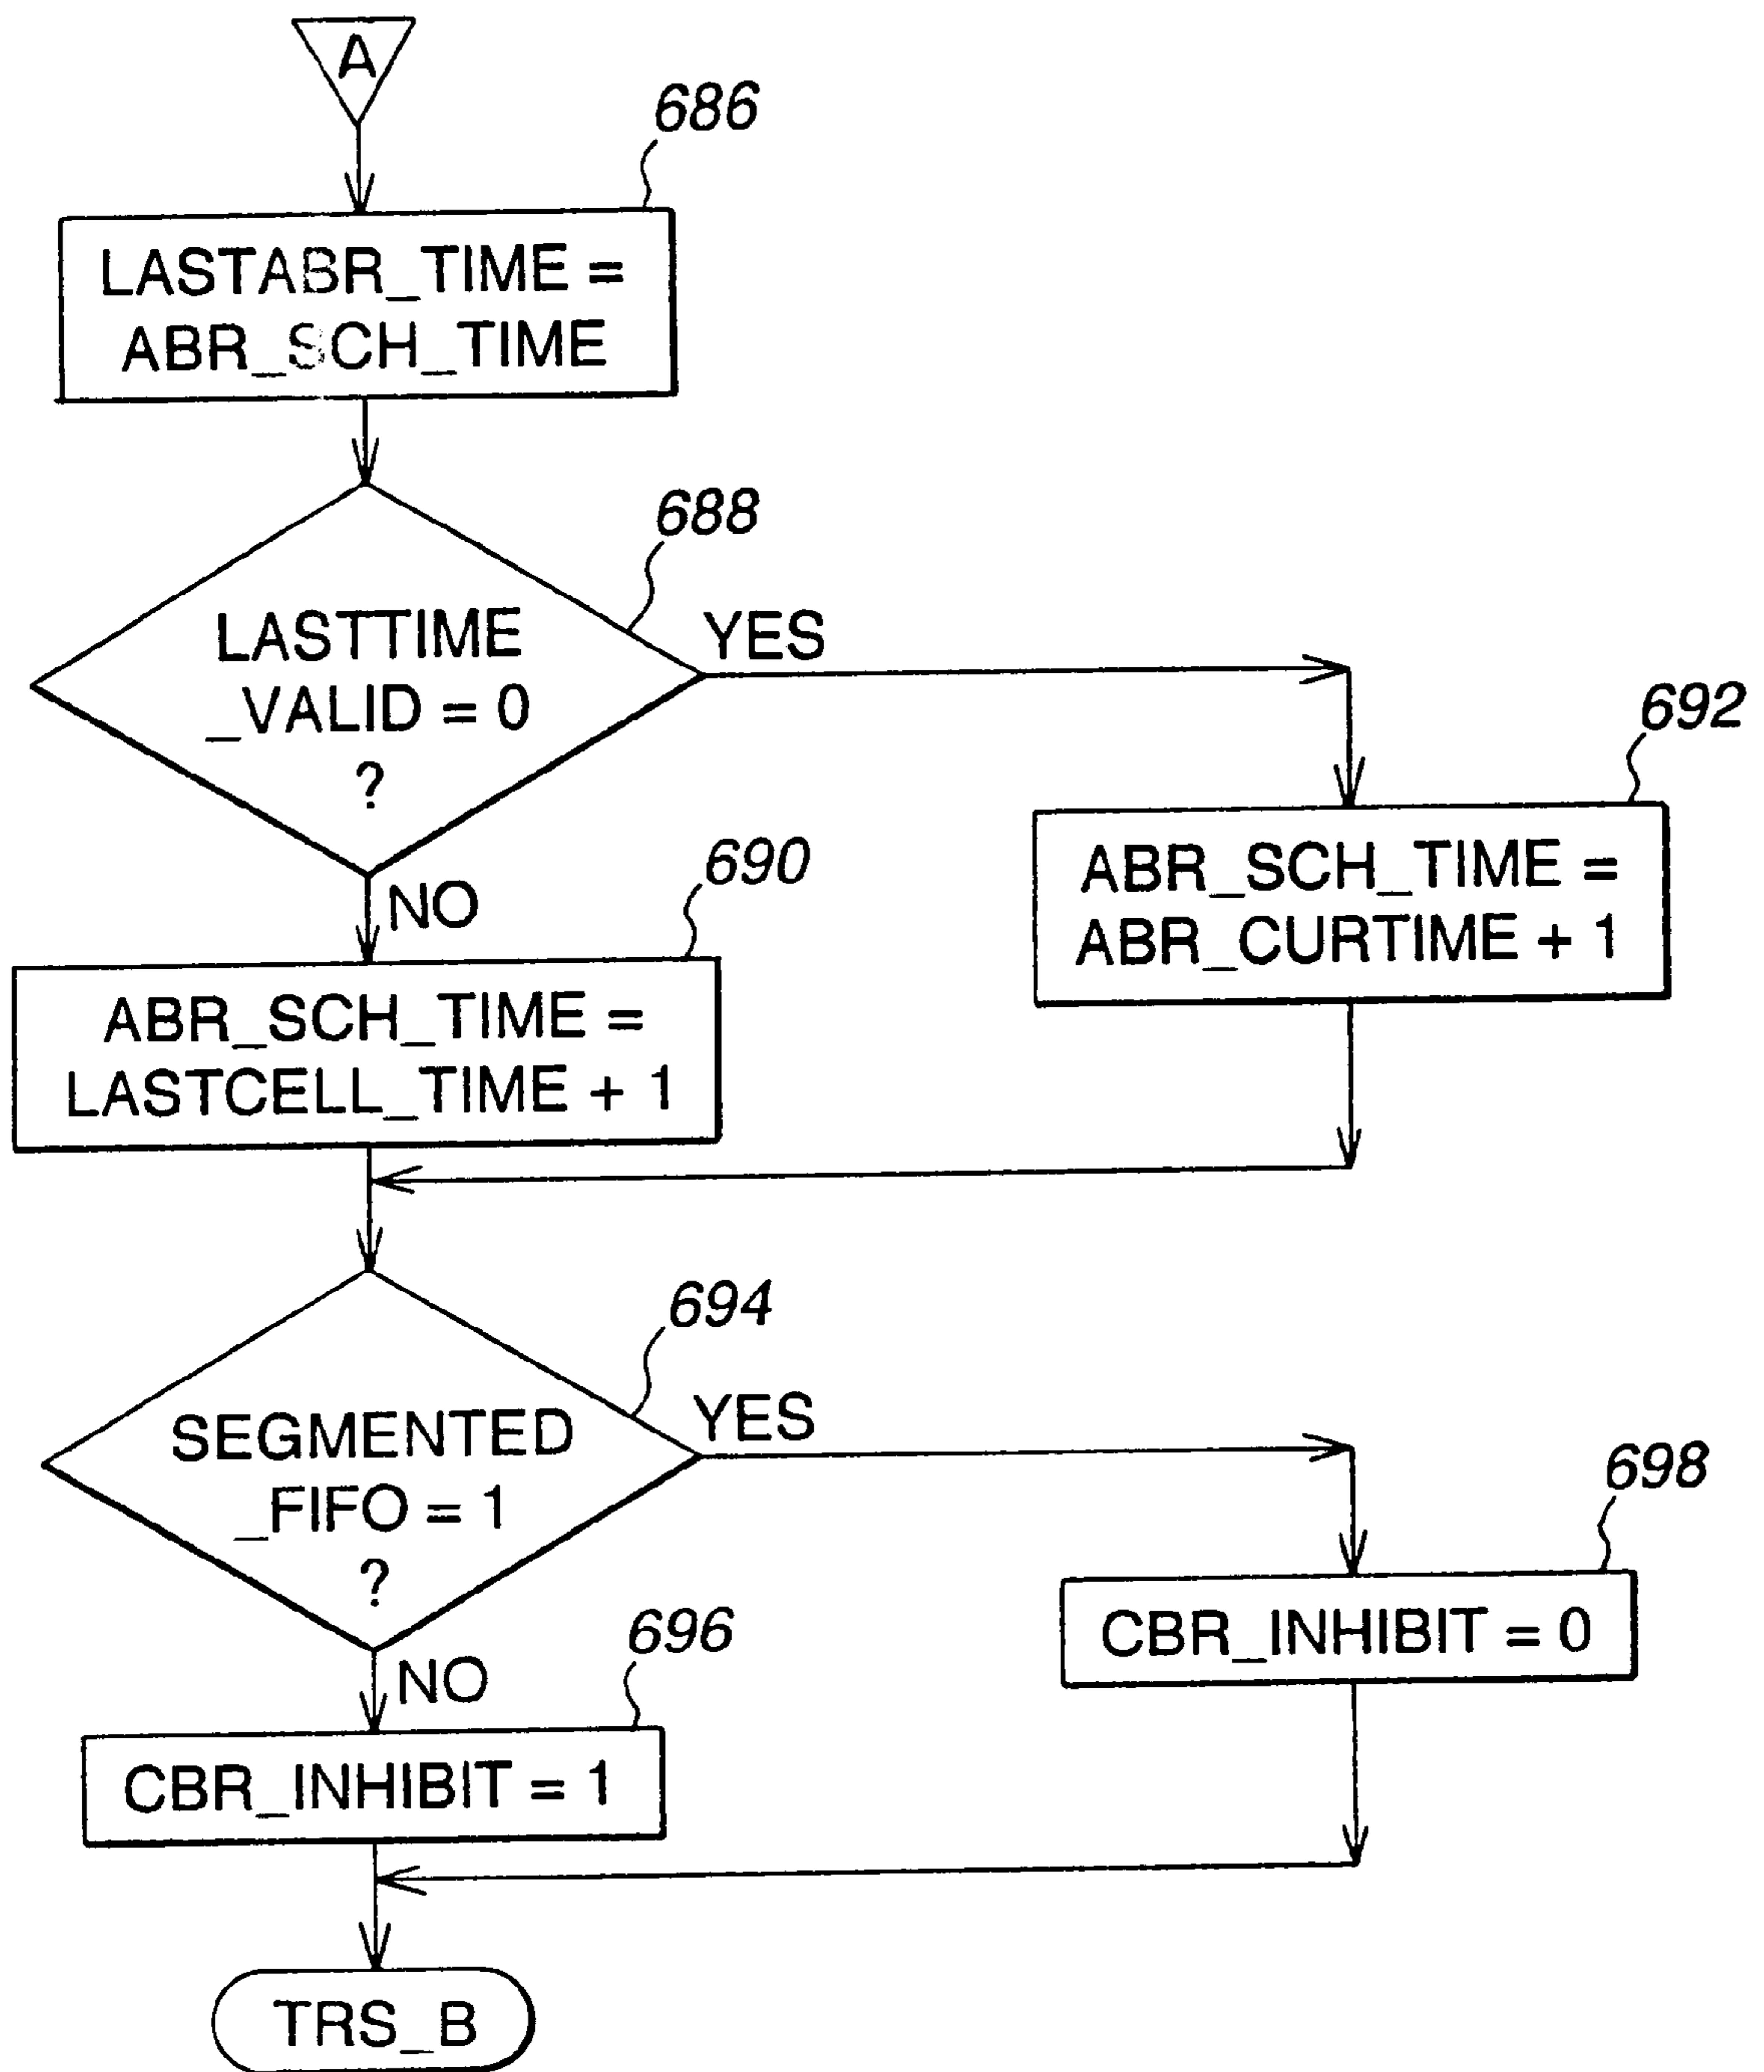 A
686
LASTABR_TIME =
ABR_SCH_TIME
688
LASTTIME
_VALID = 0
?
YES
NO
692
ABR_SCH_TIME =
ABR_CURTIME + 1
690
ABR_SCH_TIME =
LASTCELL_TIME + 1
694
SEGMENTED
_FIFO = 1
?
YES
NO
698
CBR_INHIBIT = 0
696
CBR_INHIBIT = 1
TRS_B